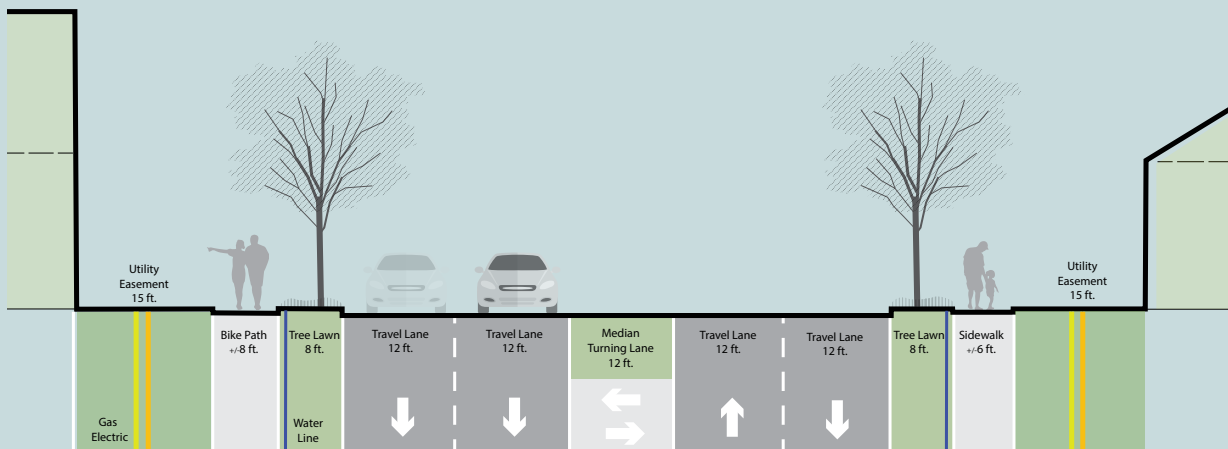 Utility
Easement
15 ft.
Utility
Easement
15 ft.
Bike Path
+/-8 ft.
Tree Lawn
8 ft.
Travel Lane
12 ft.
Travel Lane
12 ft.
Median
Turning Lane
12 ft.
Travel Lane
12 ft.
Travel Lane
12 ft.
Tree Lawn
8 ft.
Sidewalk
+/-6 ft.
Gas
Electric
Water
Line